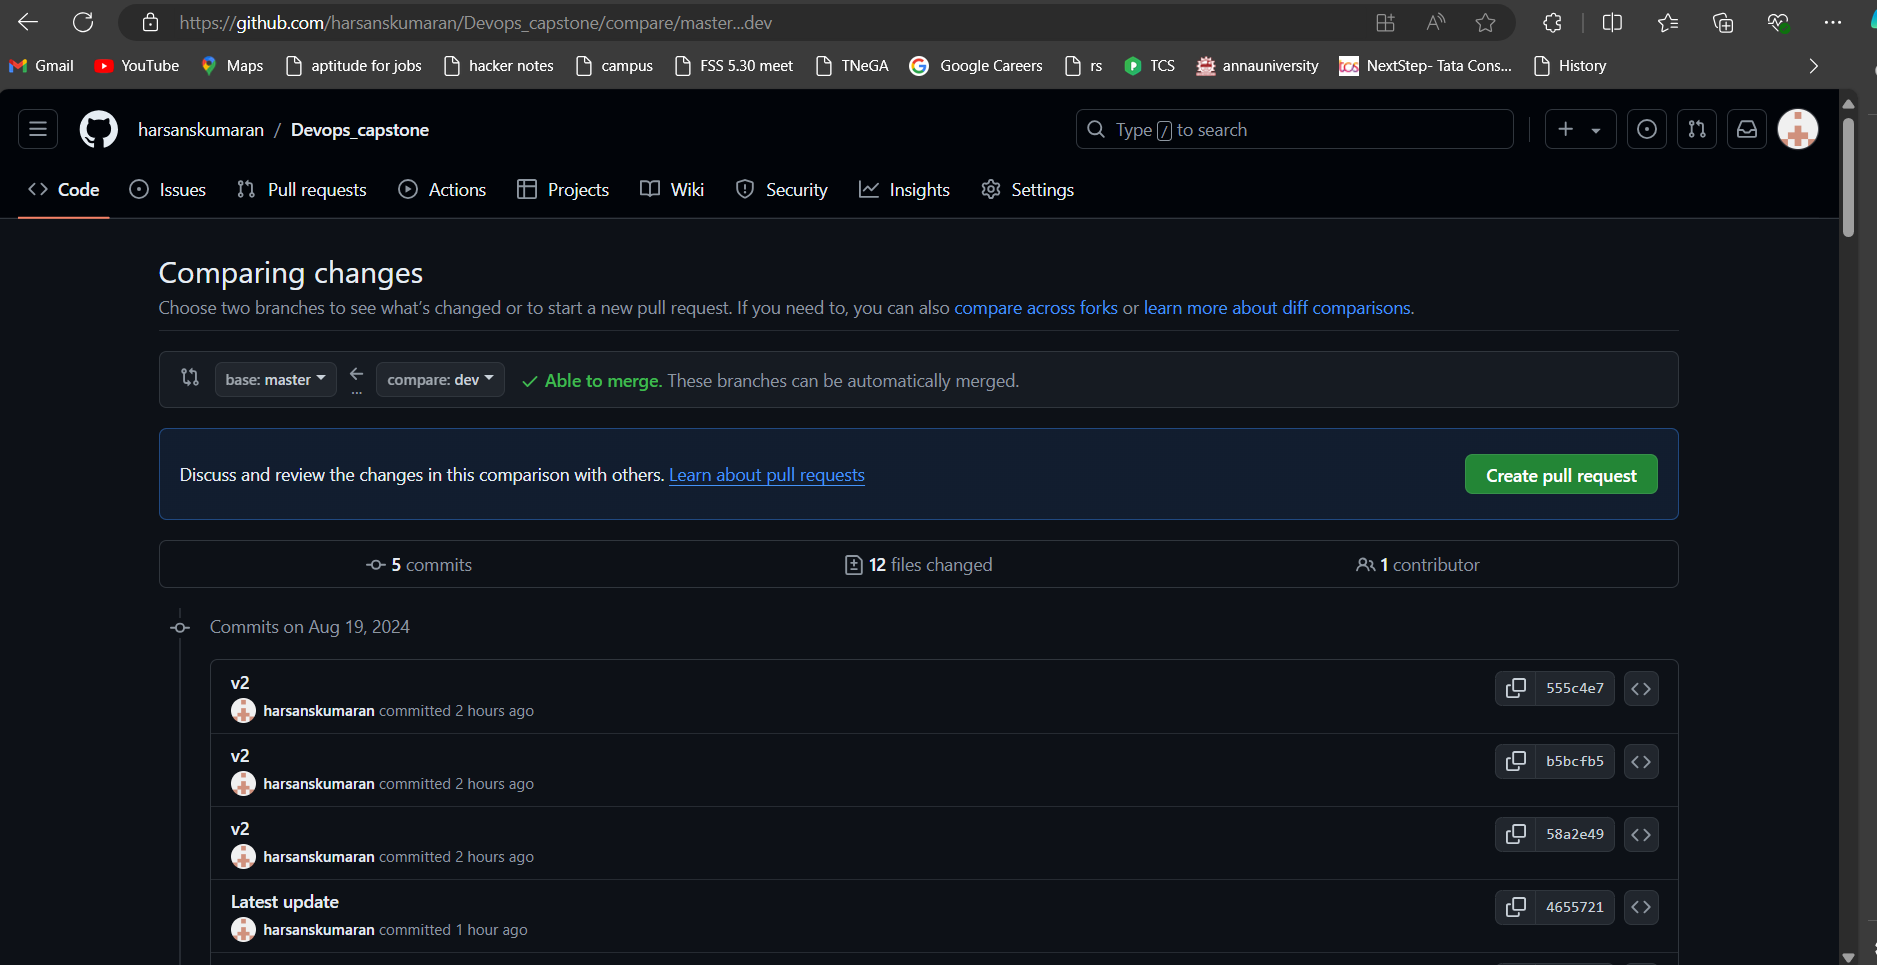 https://github.com/harsanskumaran/Devops_capstone/compare/master...dev
Gmail YouTube Maps aptitude for jobs hacker notes campus FSS 5.30 meet TNeGA Google Careers rs TCS annauniversity NextStep- Tata Cons... History
harsanskumaran / Devops_capstone Type / to search
Code Issues Pull requests Actions Projects Wiki Security Insights Settings
Comparing changes
Choose two branches to see what's changed or to start a new pull request. If you need to, you can also compare across forks or learn more about diff comparisons.
base: master ... compare: dev Able to merge. These branches can be automatically merged.
Discuss and review the changes in this comparison with others. Learn about pull requests Create pull request
5 commits 12 files changed 1 contributor
Commits on Aug 19, 2024
v2
harsanskumaran committed 2 hours ago 555c4e7
v2
harsanskumaran committed 2 hours ago b5bcfb5
v2
harsanskumaran committed 2 hours ago 58a2e49
Latest update
harsanskumaran committed 1 hour ago 4655721